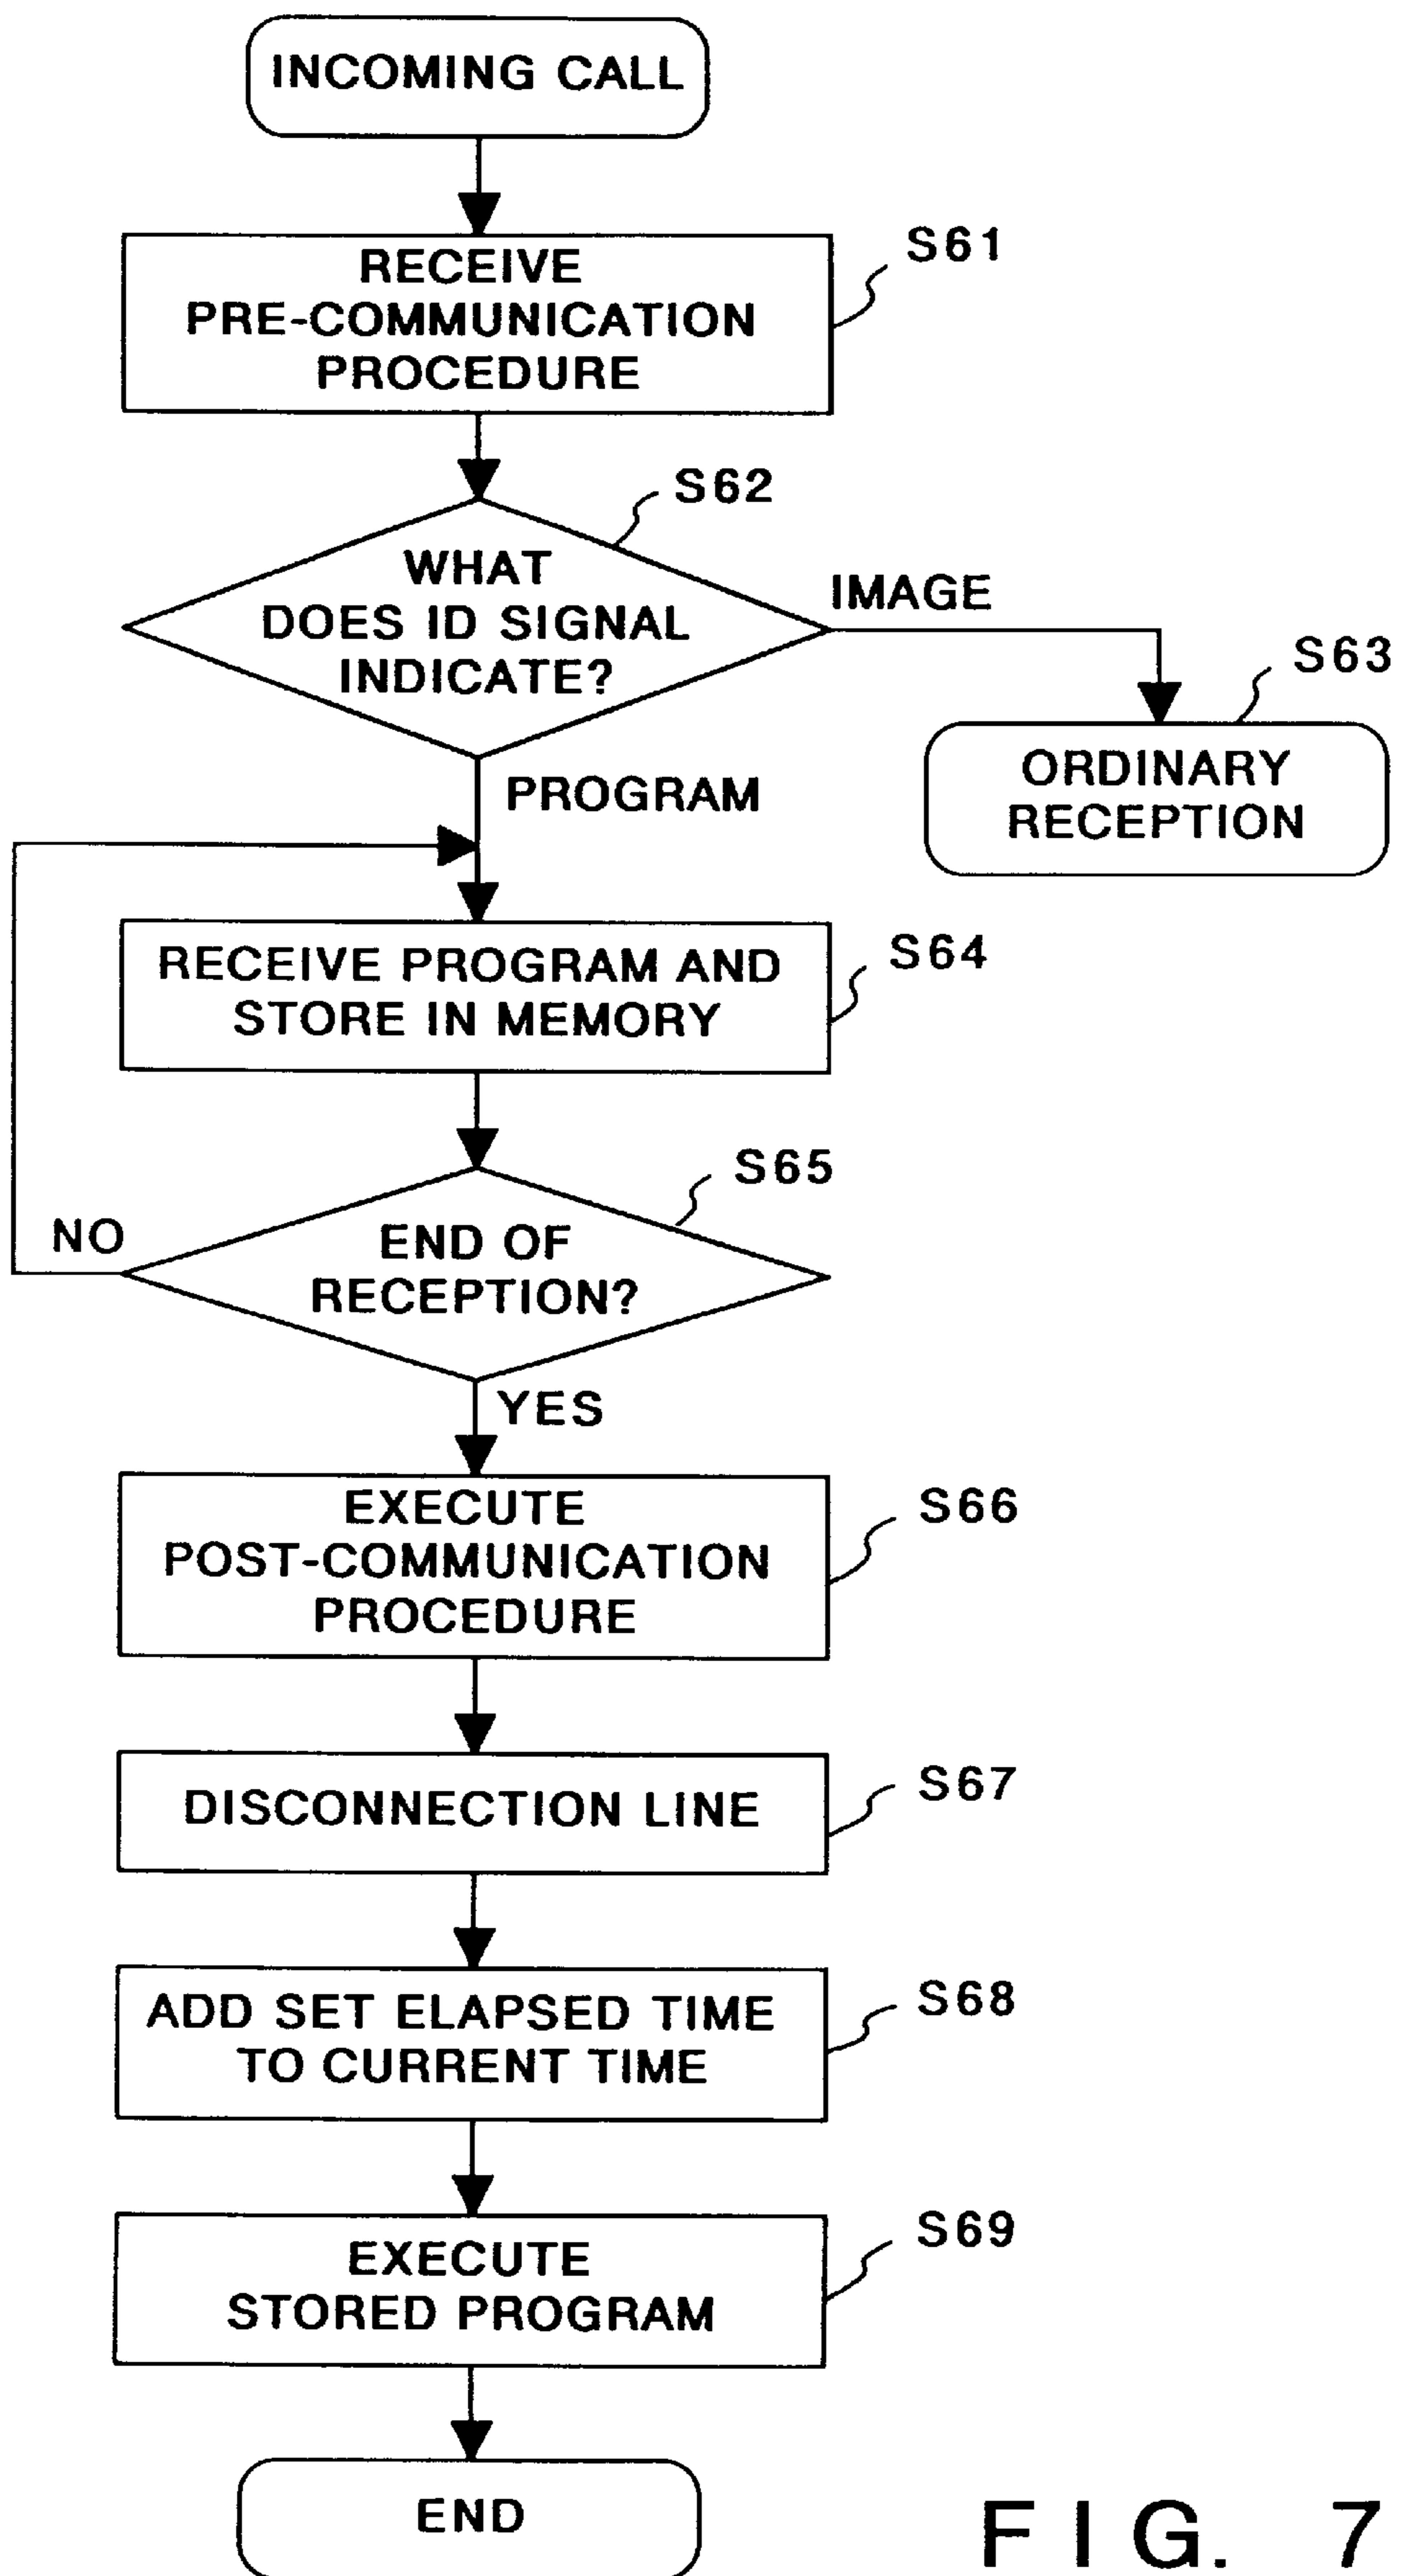 INCOMING CALL
RECEIVE
PRE-COMMUNICATION
PROCEDURE
S61
S62
WHAT
DOES ID SIGNAL
INDICATE?
IMAGE
S63
ORDINARY
RECEPTION
PROGRAM
RECEIVE PROGRAM AND
STORE IN MEMORY
S64
S65
NO
END OF
RECEPTION?
YES
EXECUTE
POST-COMMUNICATION
PROCEDURE
S66
DISCONNECTION LINE
S67
ADD SET ELAPSED TIME
TO CURRENT TIME
S68
EXECUTE
STORED PROGRAM
S69
END
FIG. 7